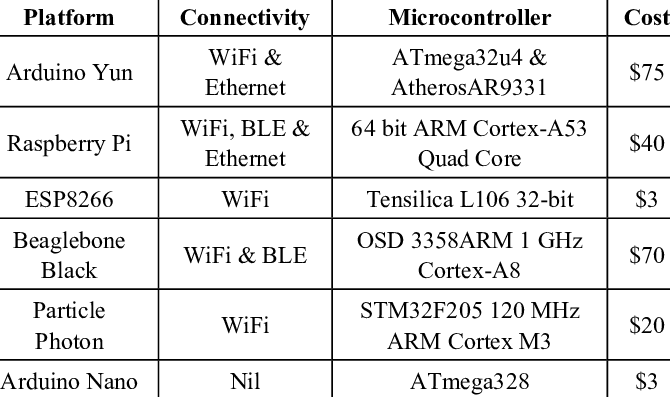 Platform Connectivity Microcontroller Cost
Arduino Yun WiFi & Ethernet ATmega32u4 & AtherosAR9331 $75
Raspberry Pi WiFi, BLE & Ethernet 64 bit ARM Cortex-A53 Quad Core $40
ESP8266 WiFi Tensilica L106 32-bit $3
Beaglebone Black WiFi & BLE OSD 3358ARM 1 GHz Cortex-A8 $70
Particle Photon WiFi STM32F205 120 MHz ARM Cortex M3 $20
Arduino Nano Nil ATmega328 $3